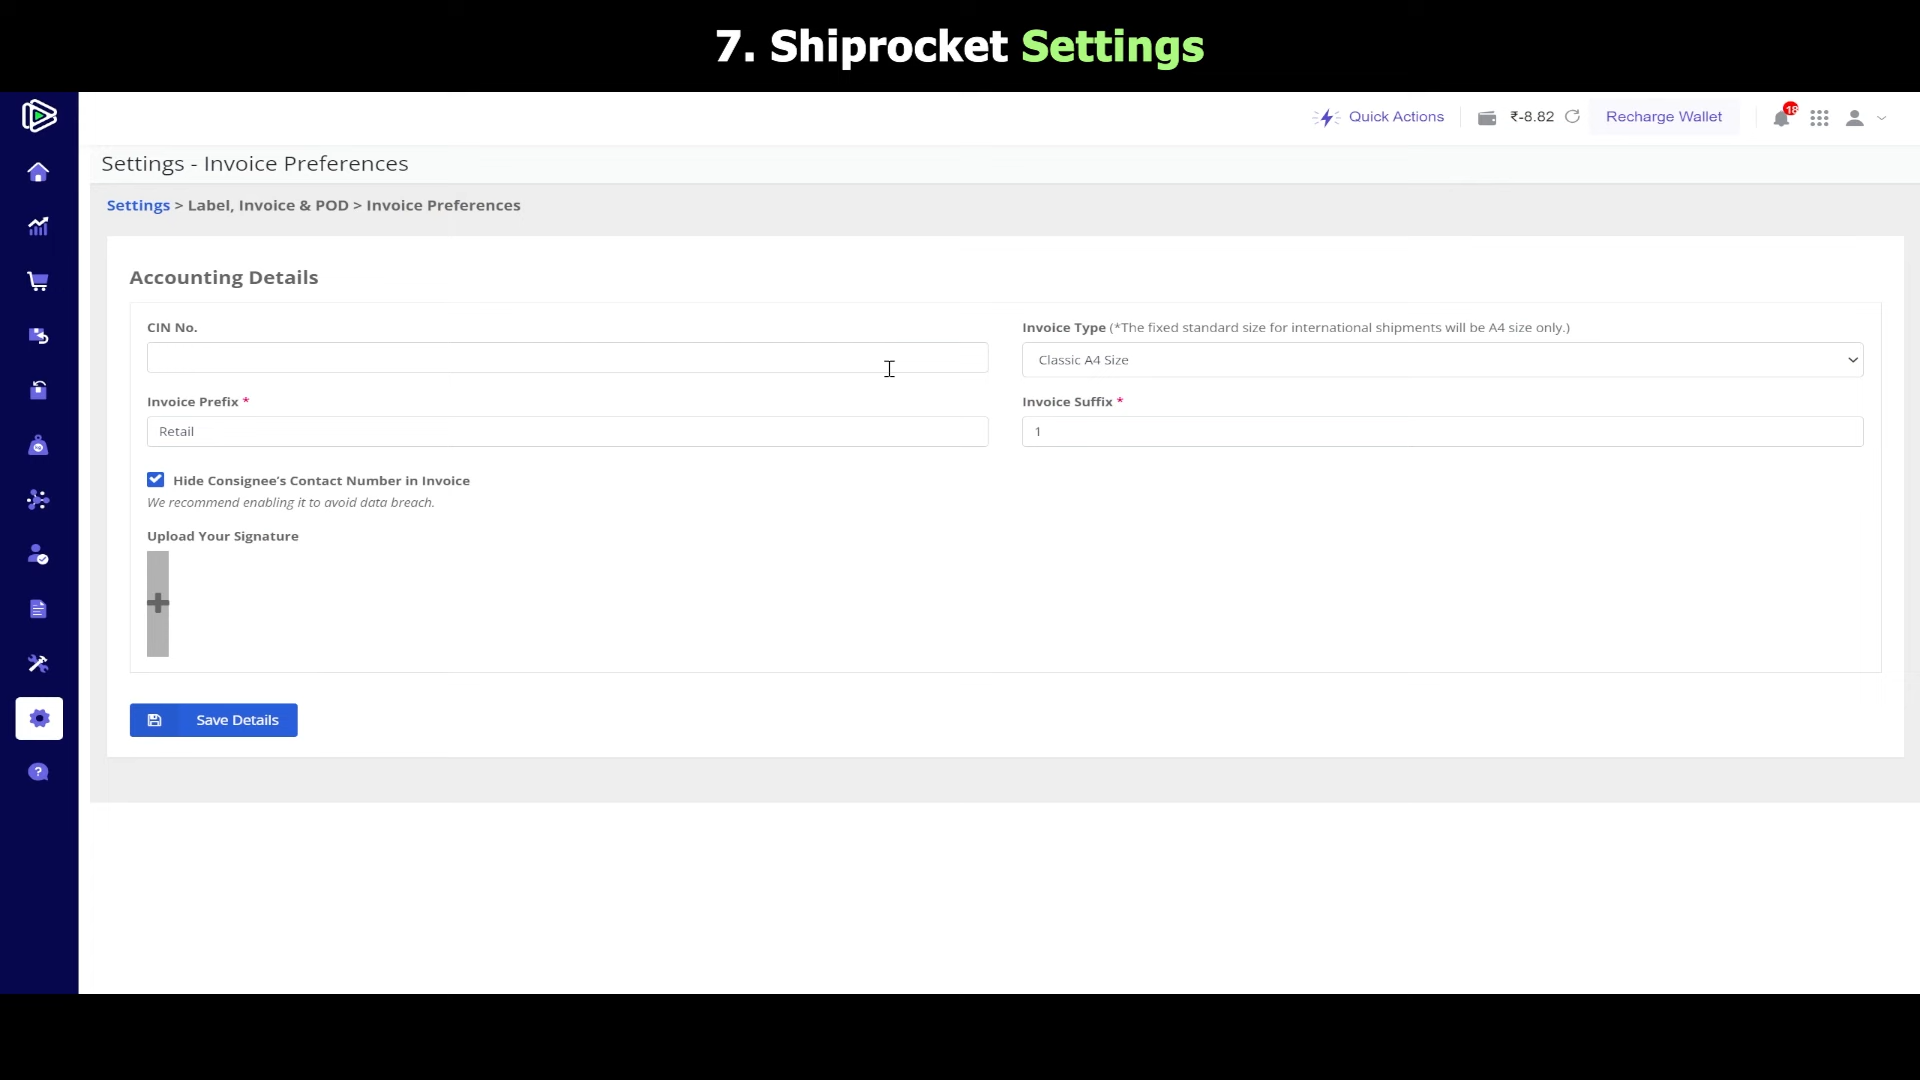 7. Shiprocket Settings
Quick Actions
₹-8.82
Recharge Wallet
18
Settings - Invoice Preferences
Settings > Label, Invoice & POD > Invoice Preferences
Accounting Details
CIN No.
Invoice Type (*The fixed standard size for international shipments will be A4 size only.)
Classic A4 Size
Invoice Prefix *
Invoice Suffix *
Retail
1
Hide Consignee's Contact Number in Invoice
We recommend enabling it to avoid data breach.
Upload Your Signature
Save Details